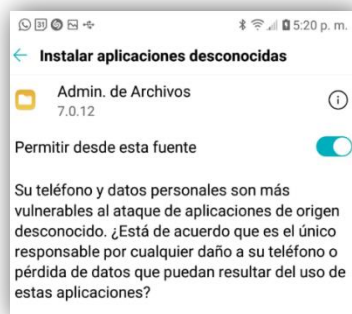 5:20 p. m.
Instalar aplicaciones desconocidas
Admin. de Archivos
7.0.12
Permitir desde esta fuente
Su teléfono y datos personales son más
vulnerables al ataque de aplicaciones de origen
desconocido. ¿Está de acuerdo que es el único
responsable por cualquier daño a su teléfono o
pérdida de datos que puedan resultar del uso de
estas aplicaciones?